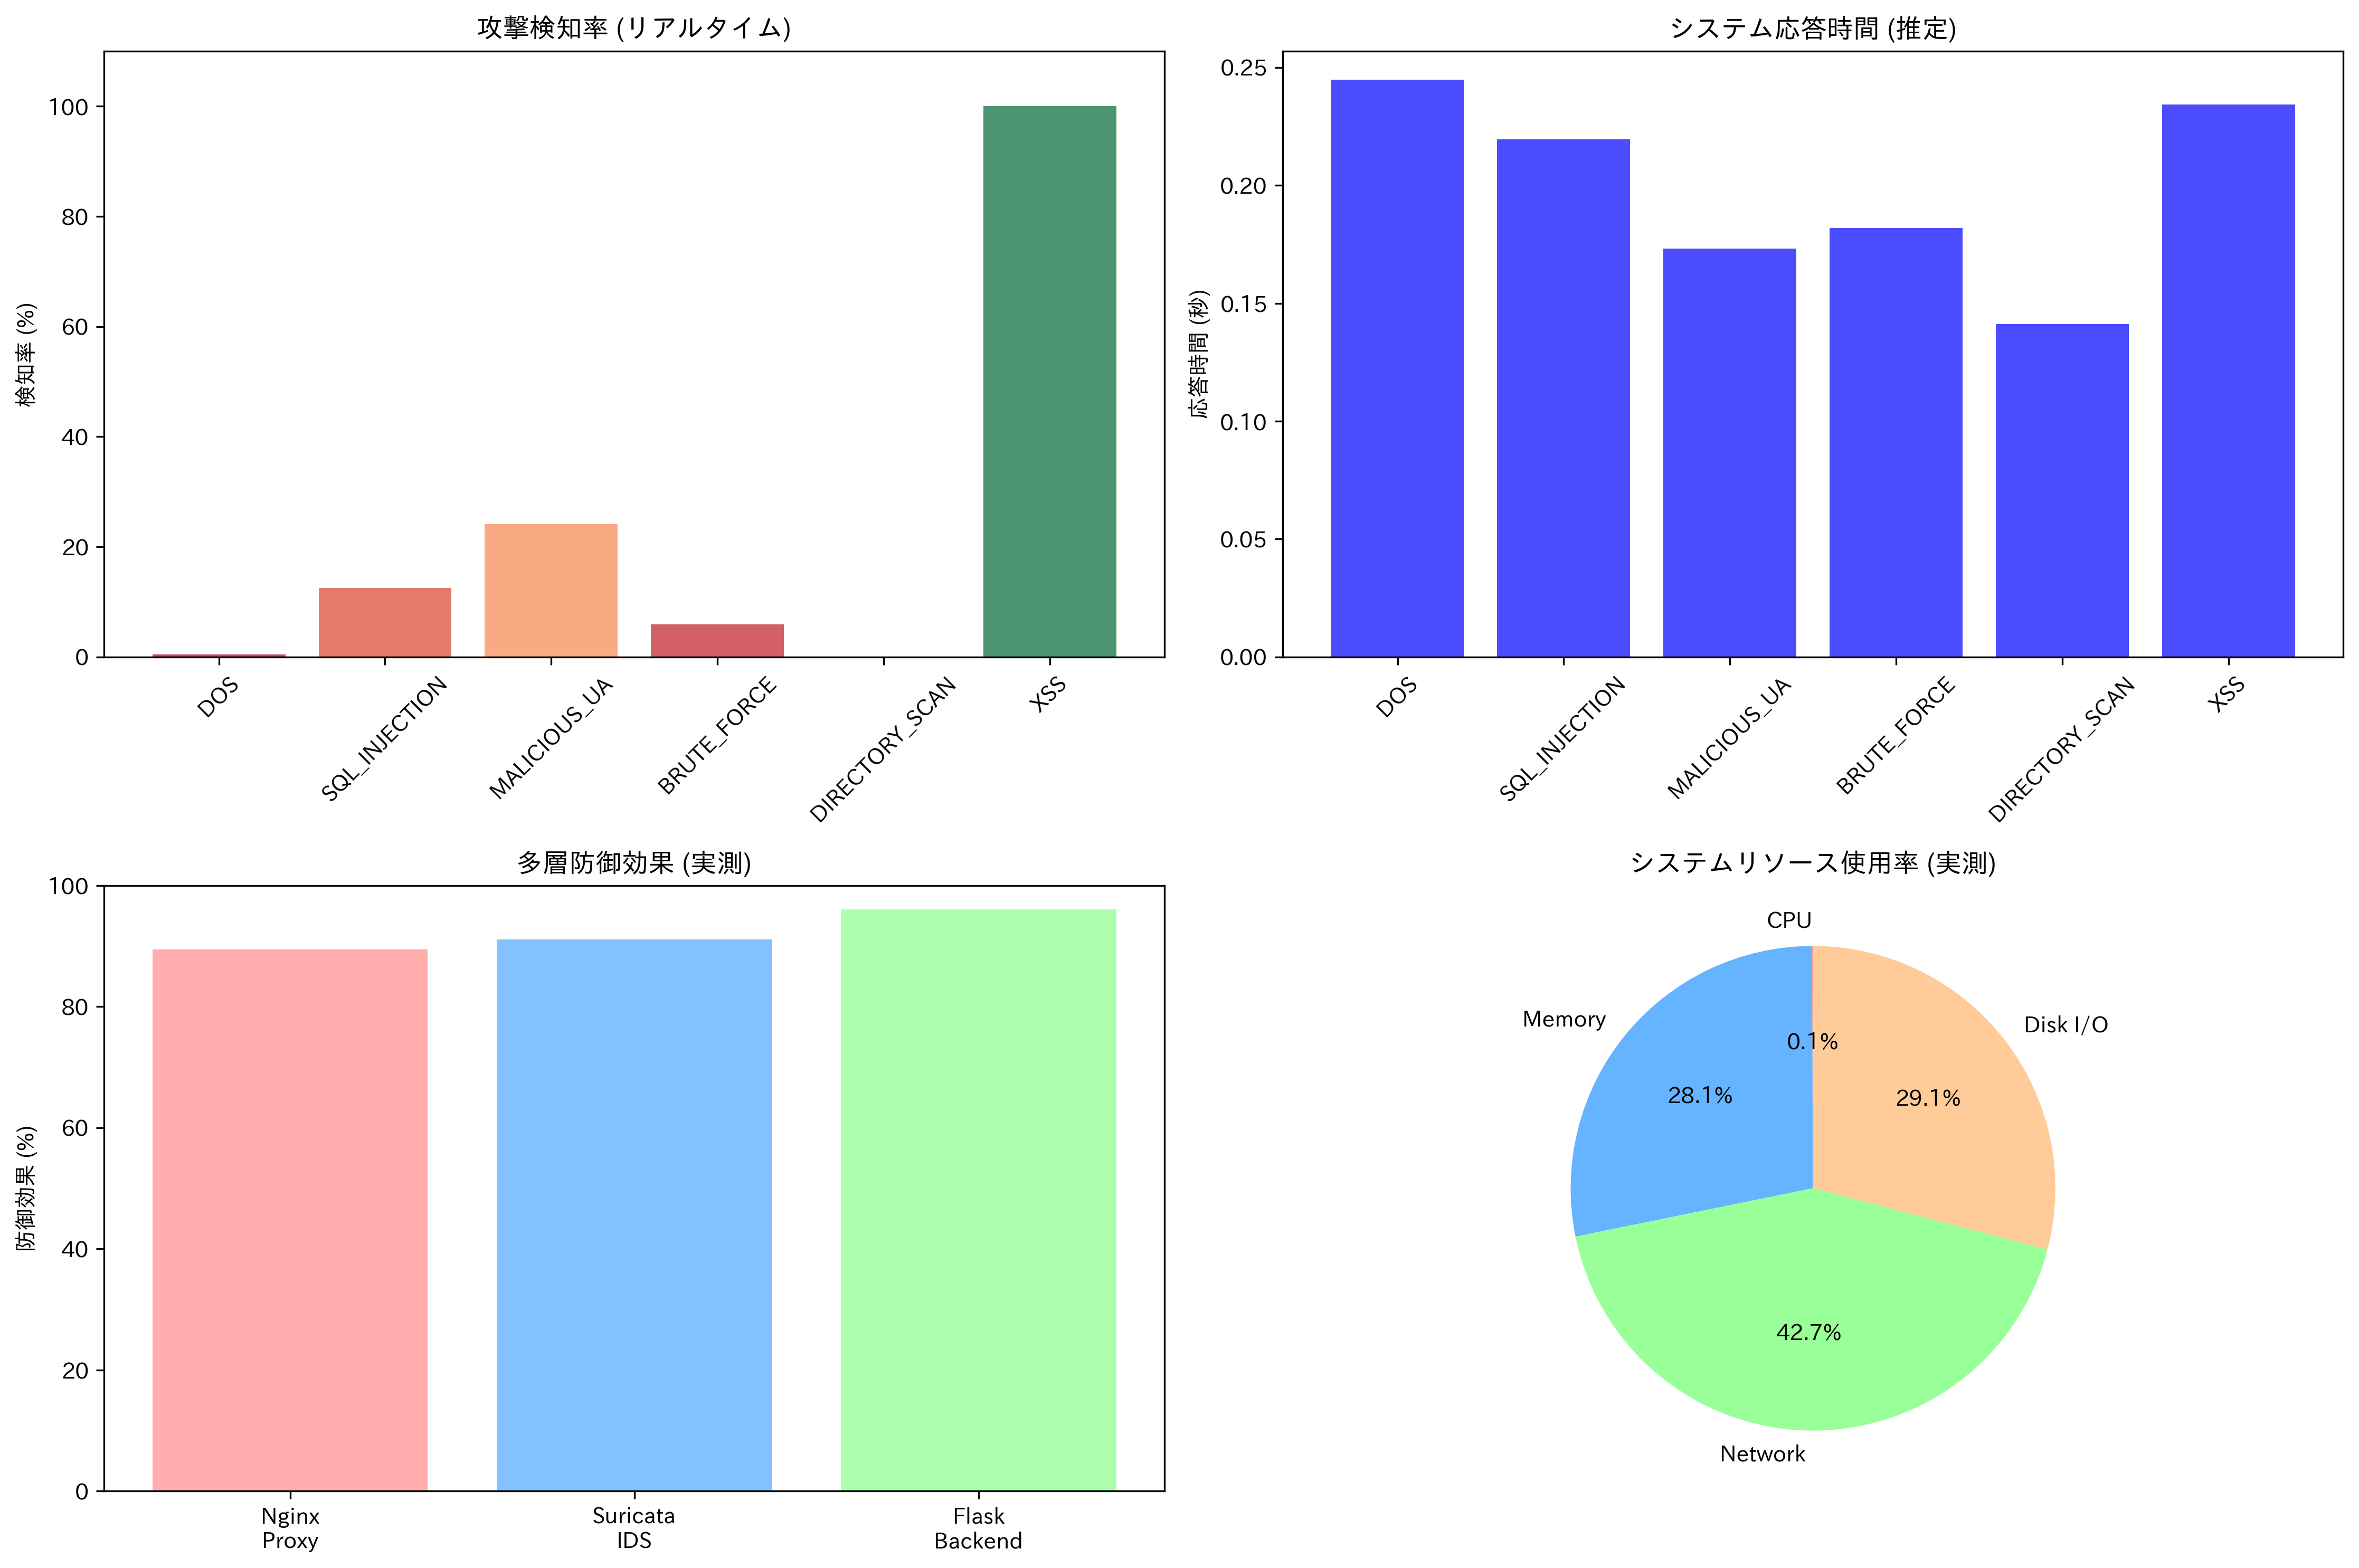 攻撃検知率 (リアルタイム)
検知率 (%)
100
80
60
40
20
0
DOS
SQL_INJECTION
MALICIOUS_UA
BRUTE_FORCE
DIRECTORY_SCAN
XSS
システム応答時間 (推定)
応答時間 (秒)
0.25
0.20
0.15
0.10
0.05
0.00
DOS
SQL_INJECTION
MALICIOUS_UA
BRUTE_FORCE
DIRECTORY_SCAN
XSS
多層防御効果 (実測)
防御効果 (%)
100
80
60
40
20
0
Nginx
Proxy
Suricata
IDS
Flask
Backend
システムリソース使用率 (実測)
CPU
Memory
Disk I/O
0.1%
28.1%
29.1%
42.7%
Network